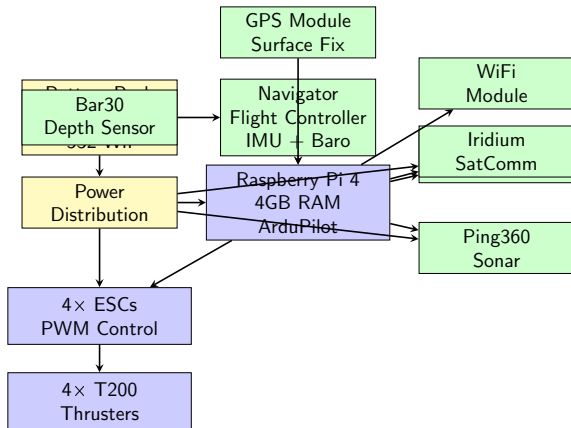 GPS Module
Surface Fix
WiFi
Module
Bar30
Depth Sensor
Navigator
Flight Controller
IMU + Baro
Iridium
SatComm
Power
Distribution
Raspberry Pi 4
4GB RAM
ArduPilot
Ping360
Sonar
4× ESCs
PWM Control
4× T200
Thrusters